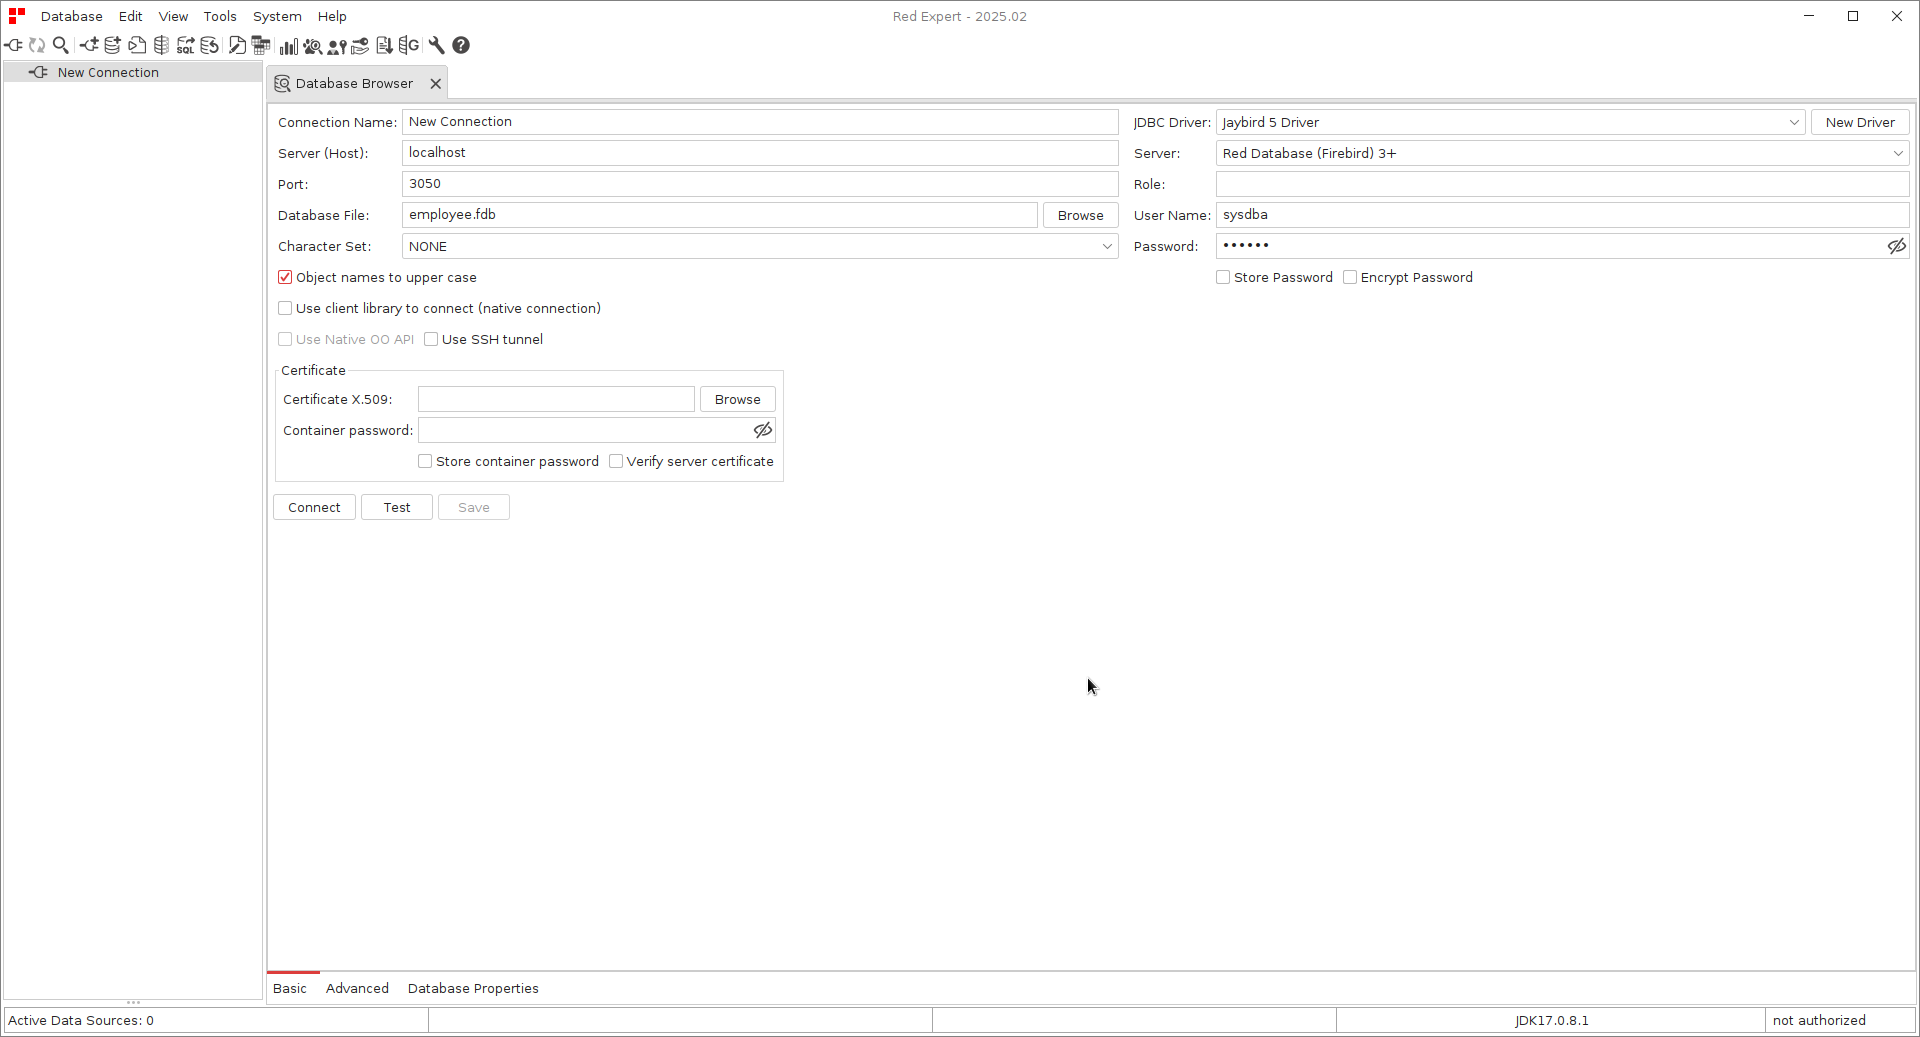 Database Edit View Tools System Help
Red Expert - 2025.02
New Connection
Database Browser
Connection Name: New Connection
JDBC Driver: Jaybird 5 Driver New Driver
Server (Host): localhost
Server: Red Database (Firebird) 3+
Port: 3050
Role:
Database File: employee.fdb Browse
User Name: sysdba
Character Set: NONE
Password: ••••••
Object names to upper case
Store Password Encrypt Password
Use client library to connect (native connection)
Use Native OO API Use SSH tunnel
Certificate
Certificate X.509: Browse
Container password:
Store container password Verify server certificate
Connect Test Save
Basic Advanced Database Properties
Active Data Sources: 0
JDK17.0.8.1
not authorized